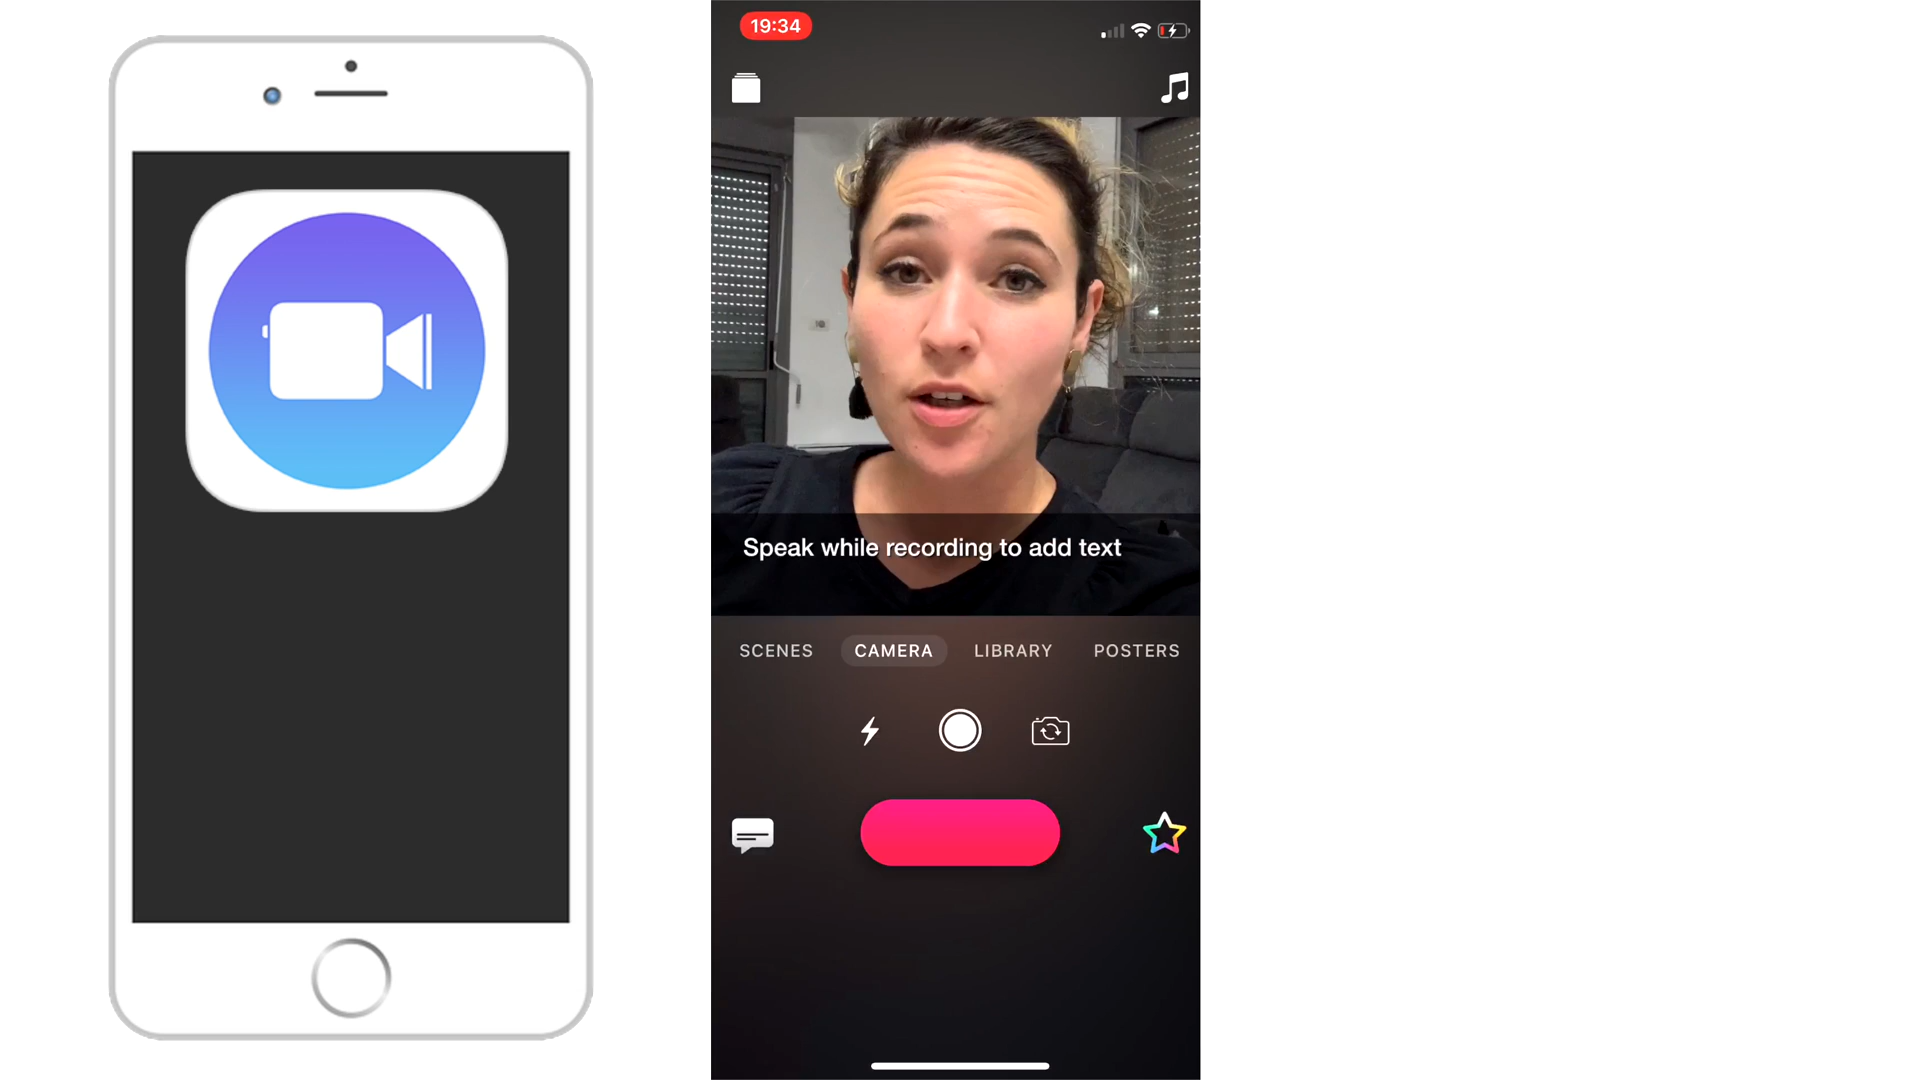 19:34
Speak while recording to add text
SCENES CAMERA LIBRARY POSTERS